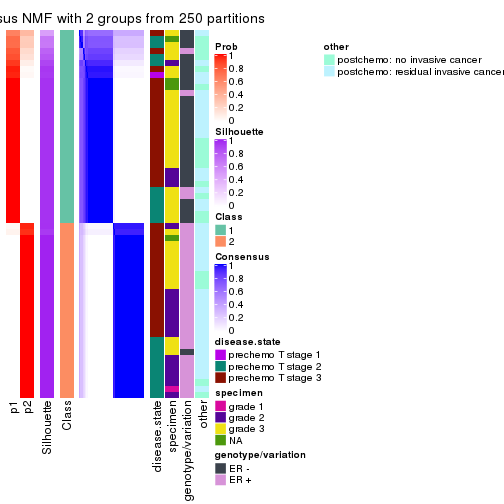 sus NMF with 2 groups from 250 partitions
Prob
1
0.8
0.6
0.4
0.2
0
Silhouette
1
0.8
0.6
0.4
0.2
0
Class
1
2
Consensus
1
0.8
0.6
0.4
0.2
0
disease.state
prechemo T stage 1
prechemo T stage 2
prechemo T stage 3
specimen
grade 1
grade 2
grade 3
NA
genotype/variation
ER -
ER +
other
postchemo: no invasive cancer
postchemo: residual invasive cancer
p1
p2
Silhouette
Class
disease.state
specimen
genotype/variation
other